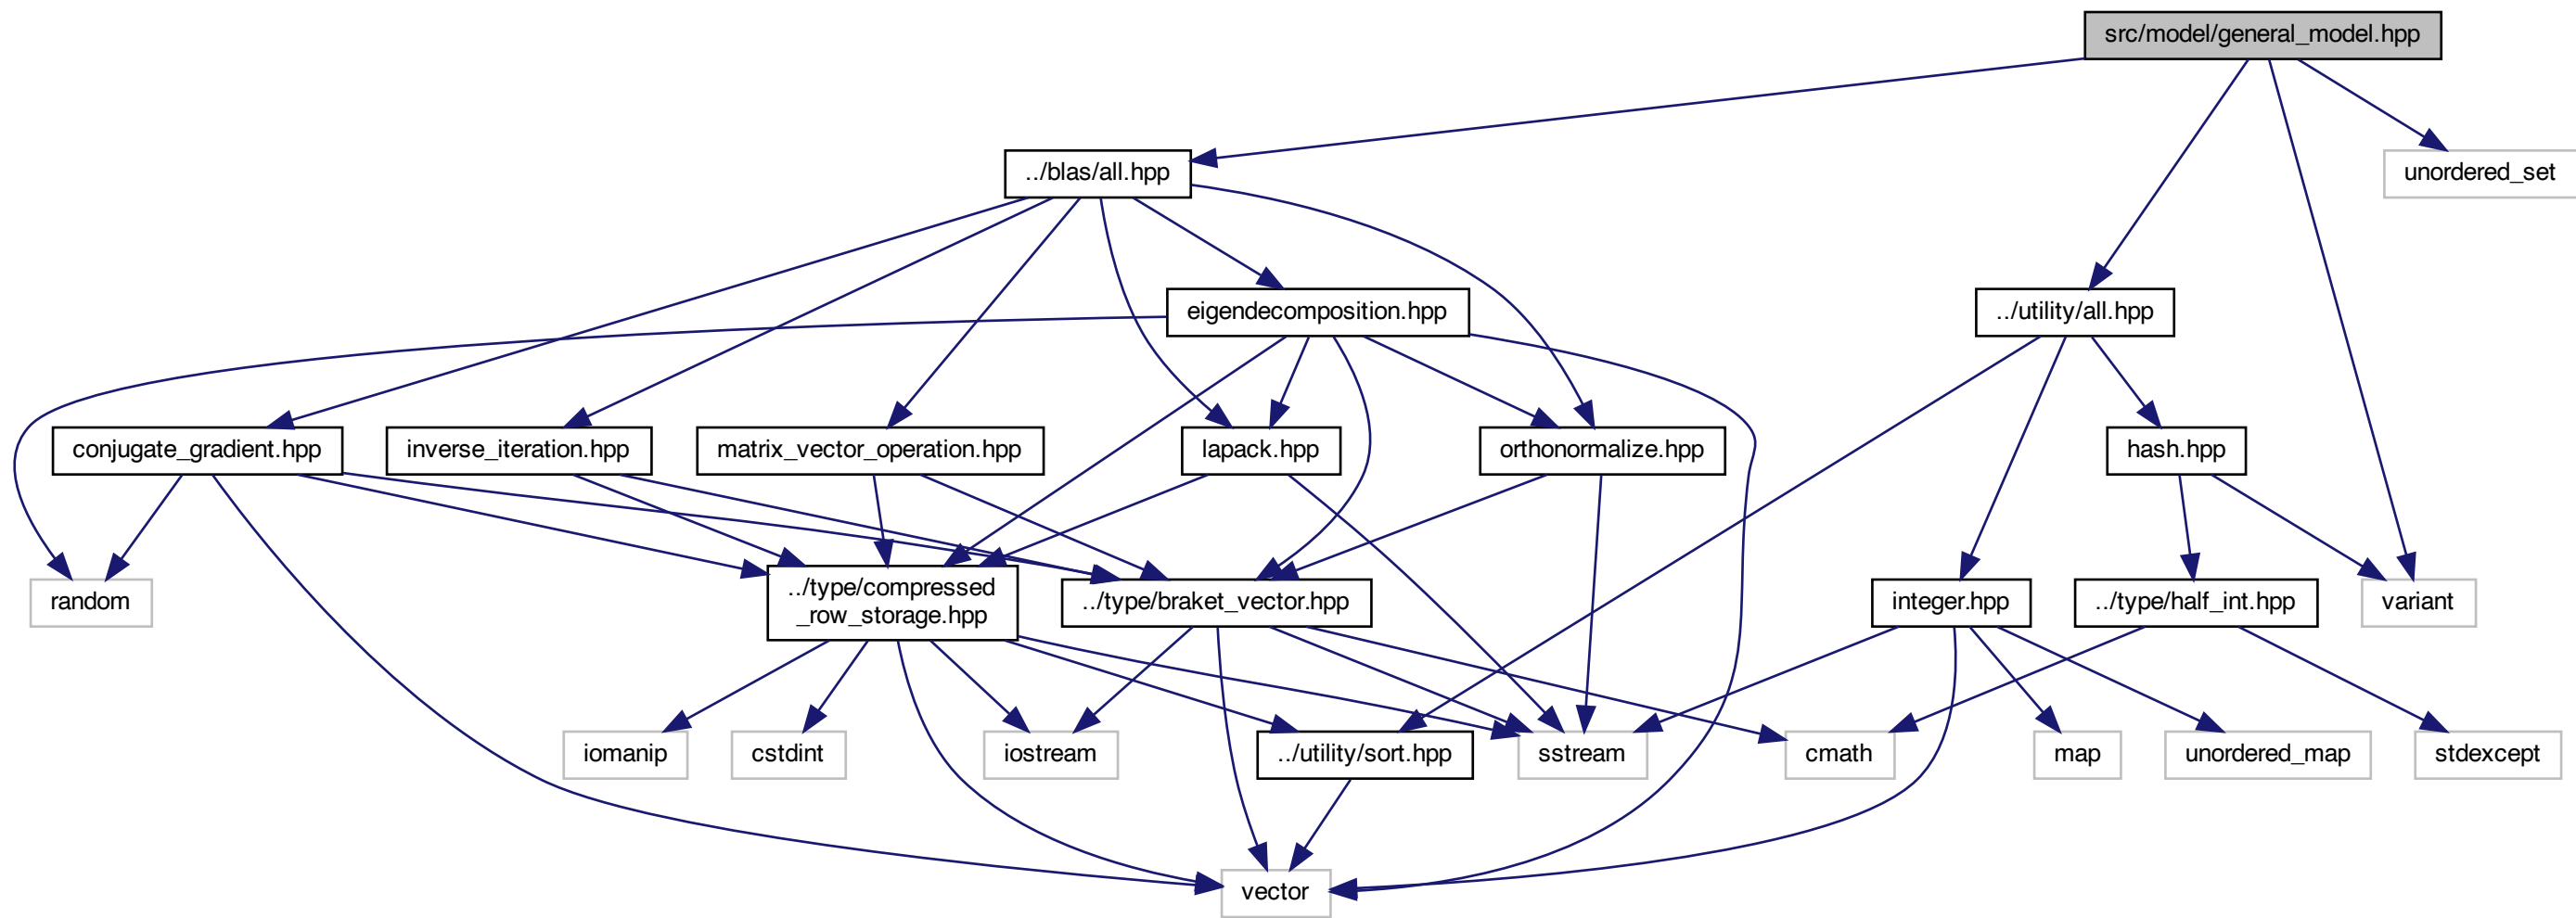 src/model/general_model.hpp
../blas/all.hpp
unordered_set
eigendecomposition.hpp
../utility/all.hpp
conjugate_gradient.hpp
inverse_iteration.hpp
matrix_vector_operation.hpp
lapack.hpp
orthonormalize.hpp
hash.hpp
random
../type/compressed
_row_storage.hpp
../type/braket_vector.hpp
integer.hpp
../type/half_int.hpp
variant
iomanip
cstdint
iostream
../utility/sort.hpp
sstream
cmath
map
unordered_map
stdexcept
vector